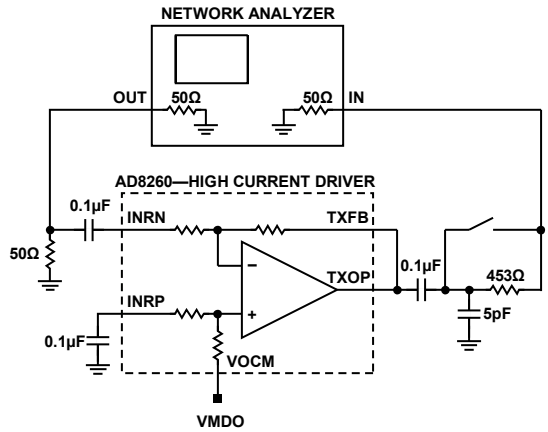 NETWORK ANALYZER
OUT
50Ω
50Ω
IN
AD8260—HIGH CURRENT DRIVER
0.1µF
INRN
TXFB
50Ω
TXOP
0.1µF
453Ω
INRP
5pF
0.1µF
VOCM
VMDO